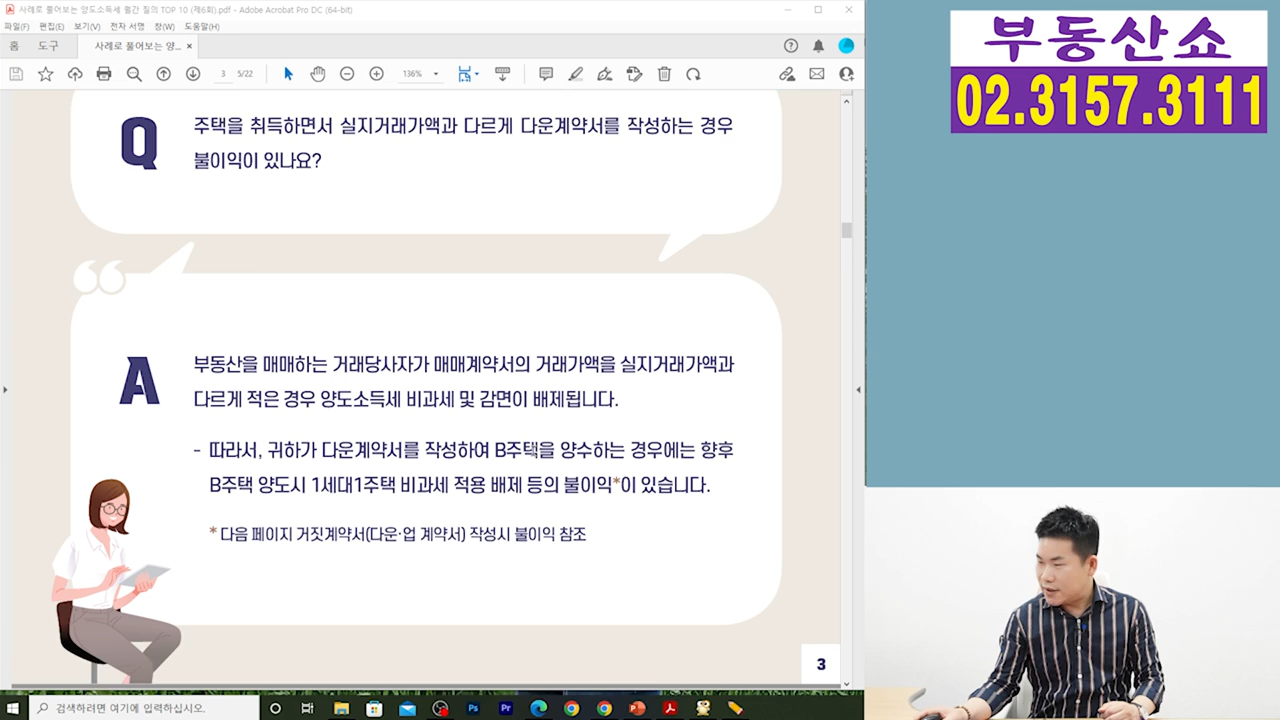 사례로 풀어보는 양도소득세 월간 질의 TOP 10 (제6회).pdf - Adobe Acrobat Pro DC (64-bit)
파일(F) 편집(E) 보기(V) 전자 서명 창(W) 도움말(H)
홈 도구 사례로 풀어보는 양... ×
3 5/22 136%
부동산쇼
02.3157.3111
Q
주택을 취득하면서 실지거래가액과 다르게 다운계약서를 작성하는 경우
불이익이 있나요?
A
부동산을 매매하는 거래당사자가 매매계약서의 거래가액을 실지거래가액과
다르게 적은 경우 양도소득세 비과세 및 감면이 배제됩니다.
- 따라서, 귀하가 다운계약서를 작성하여 B주택을 양수하는 경우에는 향후
B주택 양도시 1세대1주택 비과세 적용 배제 등의 불이익*이 있습니다.
* 다음 페이지 거짓계약서(다운·업 계약서) 작성시 불이익 참조
3
검색하려면 여기에 입력하십시오.
Ps Pr